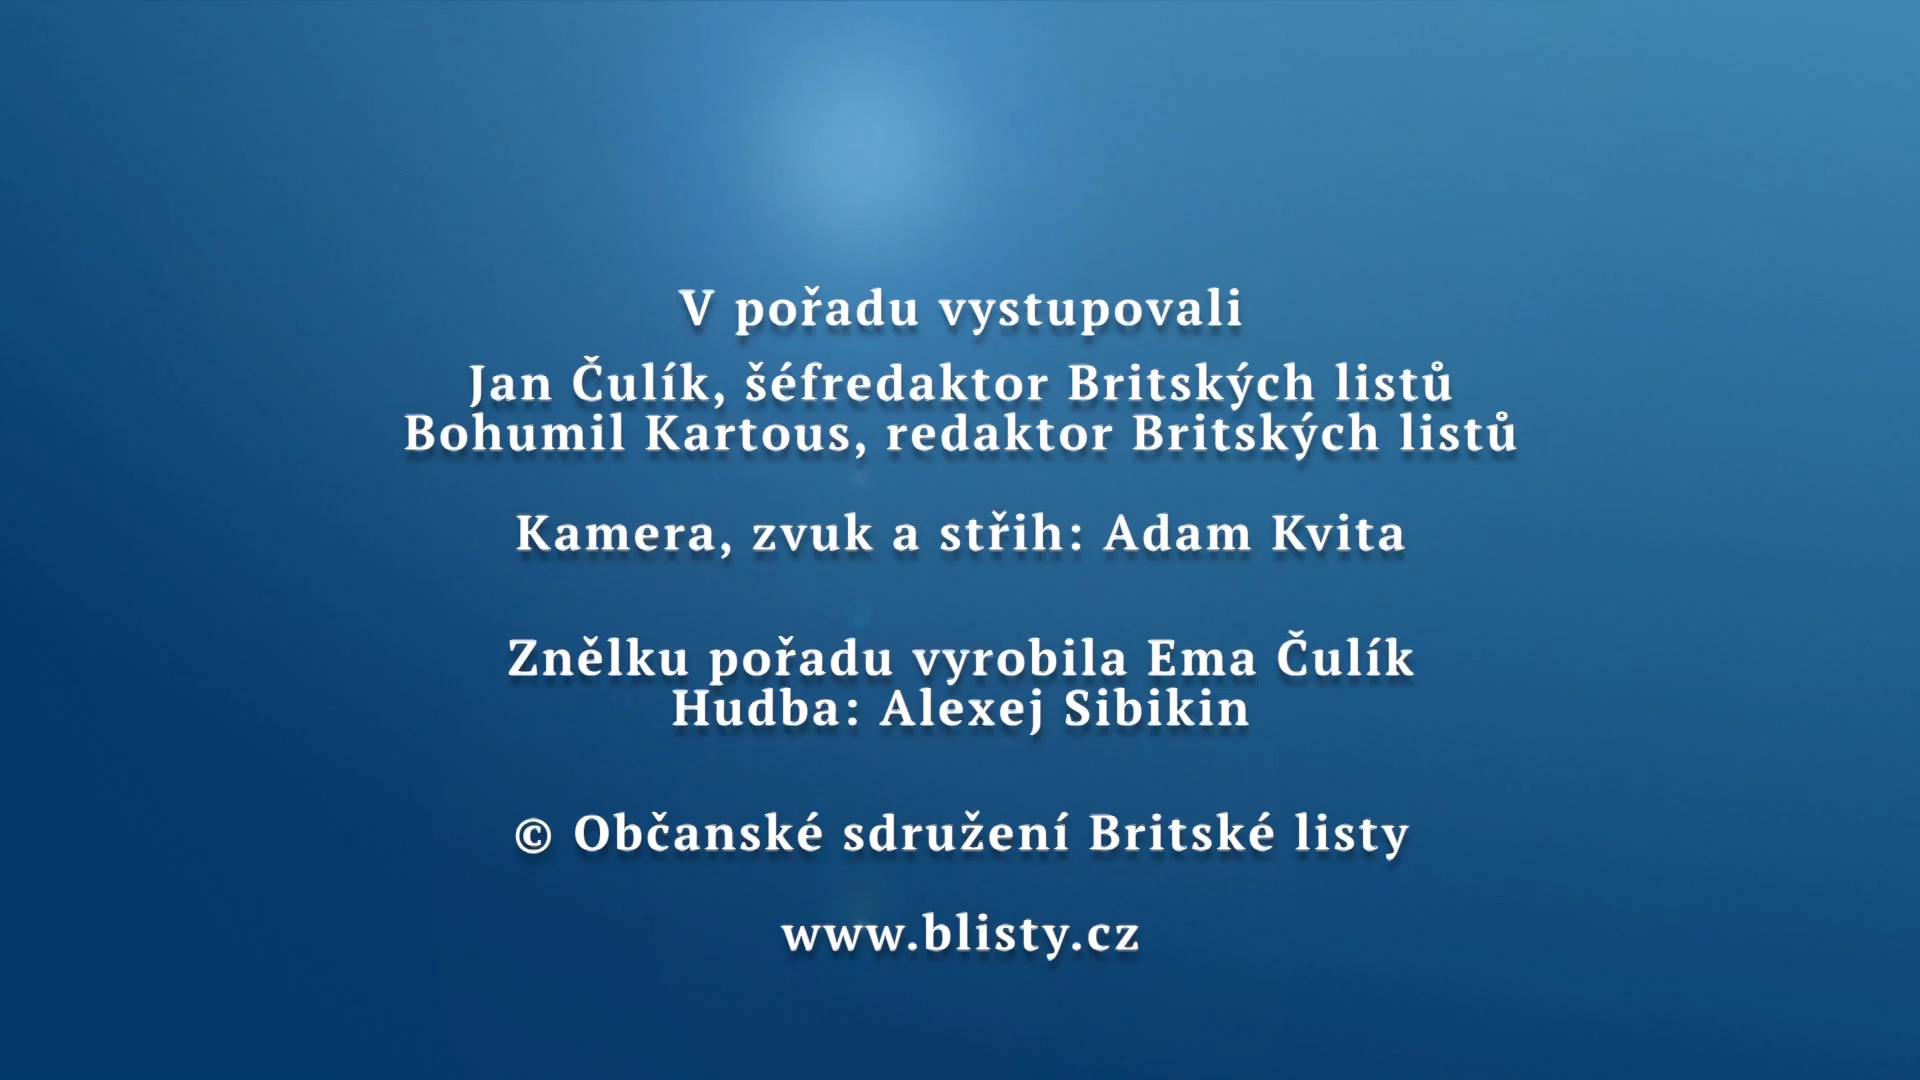 V pořadu vystupovali
Jan Čulík, šéfredaktor Britských listů
Bohumil Kartous, redaktor Britských listů
Kamera, zvuk a střih: Adam Kvita
Znělku pořadu vyrobila Ema Čulík
Hudba: Alexej Sibikin
© Občanské sdružení Britské listy
www.blisty.cz